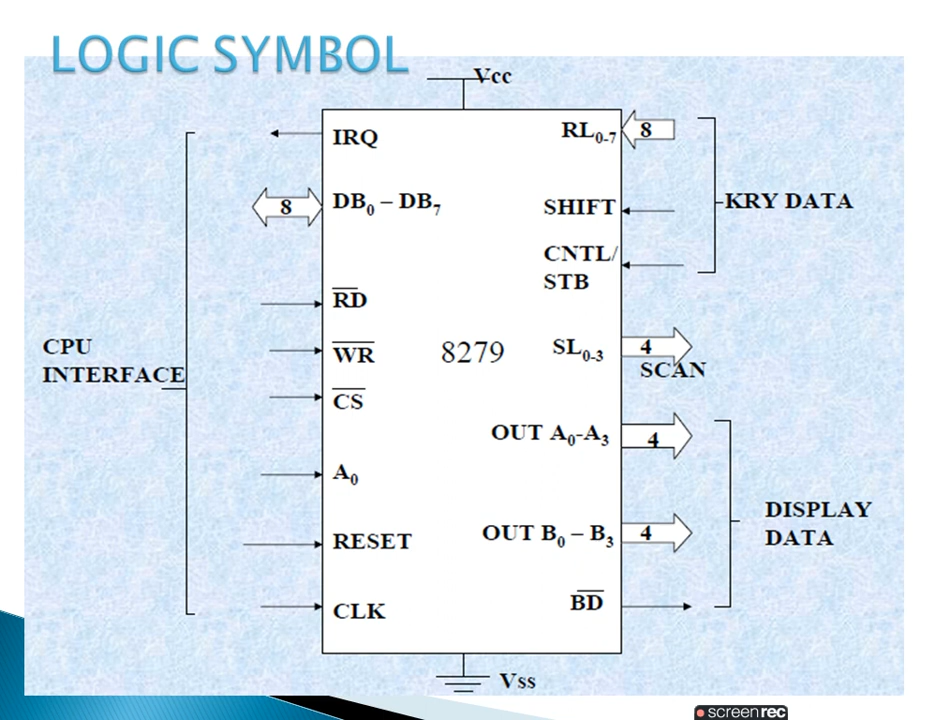 LOGIC SYMBOL
Vcc
IRQ
RL0-7
8
8
DB0 – DB7
SHIFT
KRY DATA
CNTL/
STB
RD
CPU
INTERFACE
WR
8279
SL0-3
4
SCAN
CS
OUT A0-A3
4
A0
DISPLAY
DATA
RESET
OUT B0 – B3
4
CLK
BD
Vss
screenrec